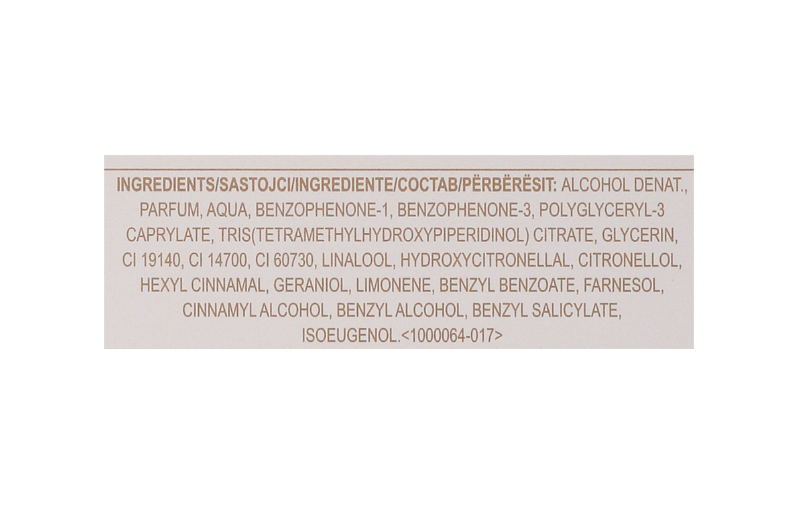 INGREDIENTS/SASTOJCI/INGREDIENTE/СОСТАВ/PËRBËRËSIT: ALCOHOL DENAT.,
PARFUM, AQUA, BENZOPHENONE-1, BENZOPHENONE-3, POLYGLYCERYL-3
CAPRYLATE, TRIS(TETRAMETHYLHYDROXYPIPERIDINOL) CITRATE, GLYCERIN,
CI 19140, CI 14700, CI 60730, LINALOOL, HYDROXYCITRONELLAL, CITRONELLOL,
HEXYL CINNAMAL, GERANIOL, LIMONENE, BENZYL BENZOATE, FARNESOL,
CINNAMYL ALCOHOL, BENZYL ALCOHOL, BENZYL SALICYLATE,
ISOEUGENOL.<1000064-017>